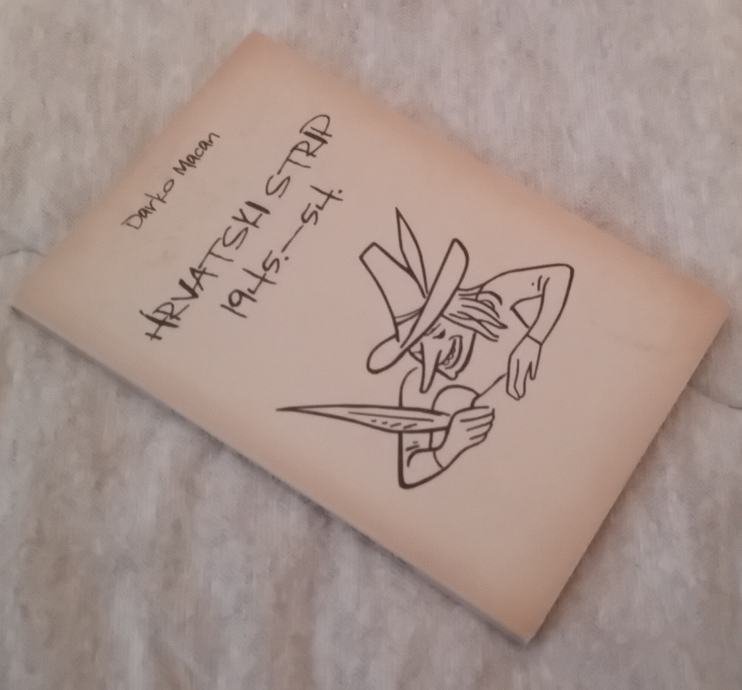 Darko Macan
HRVATSKI STRIP
1945.—54.